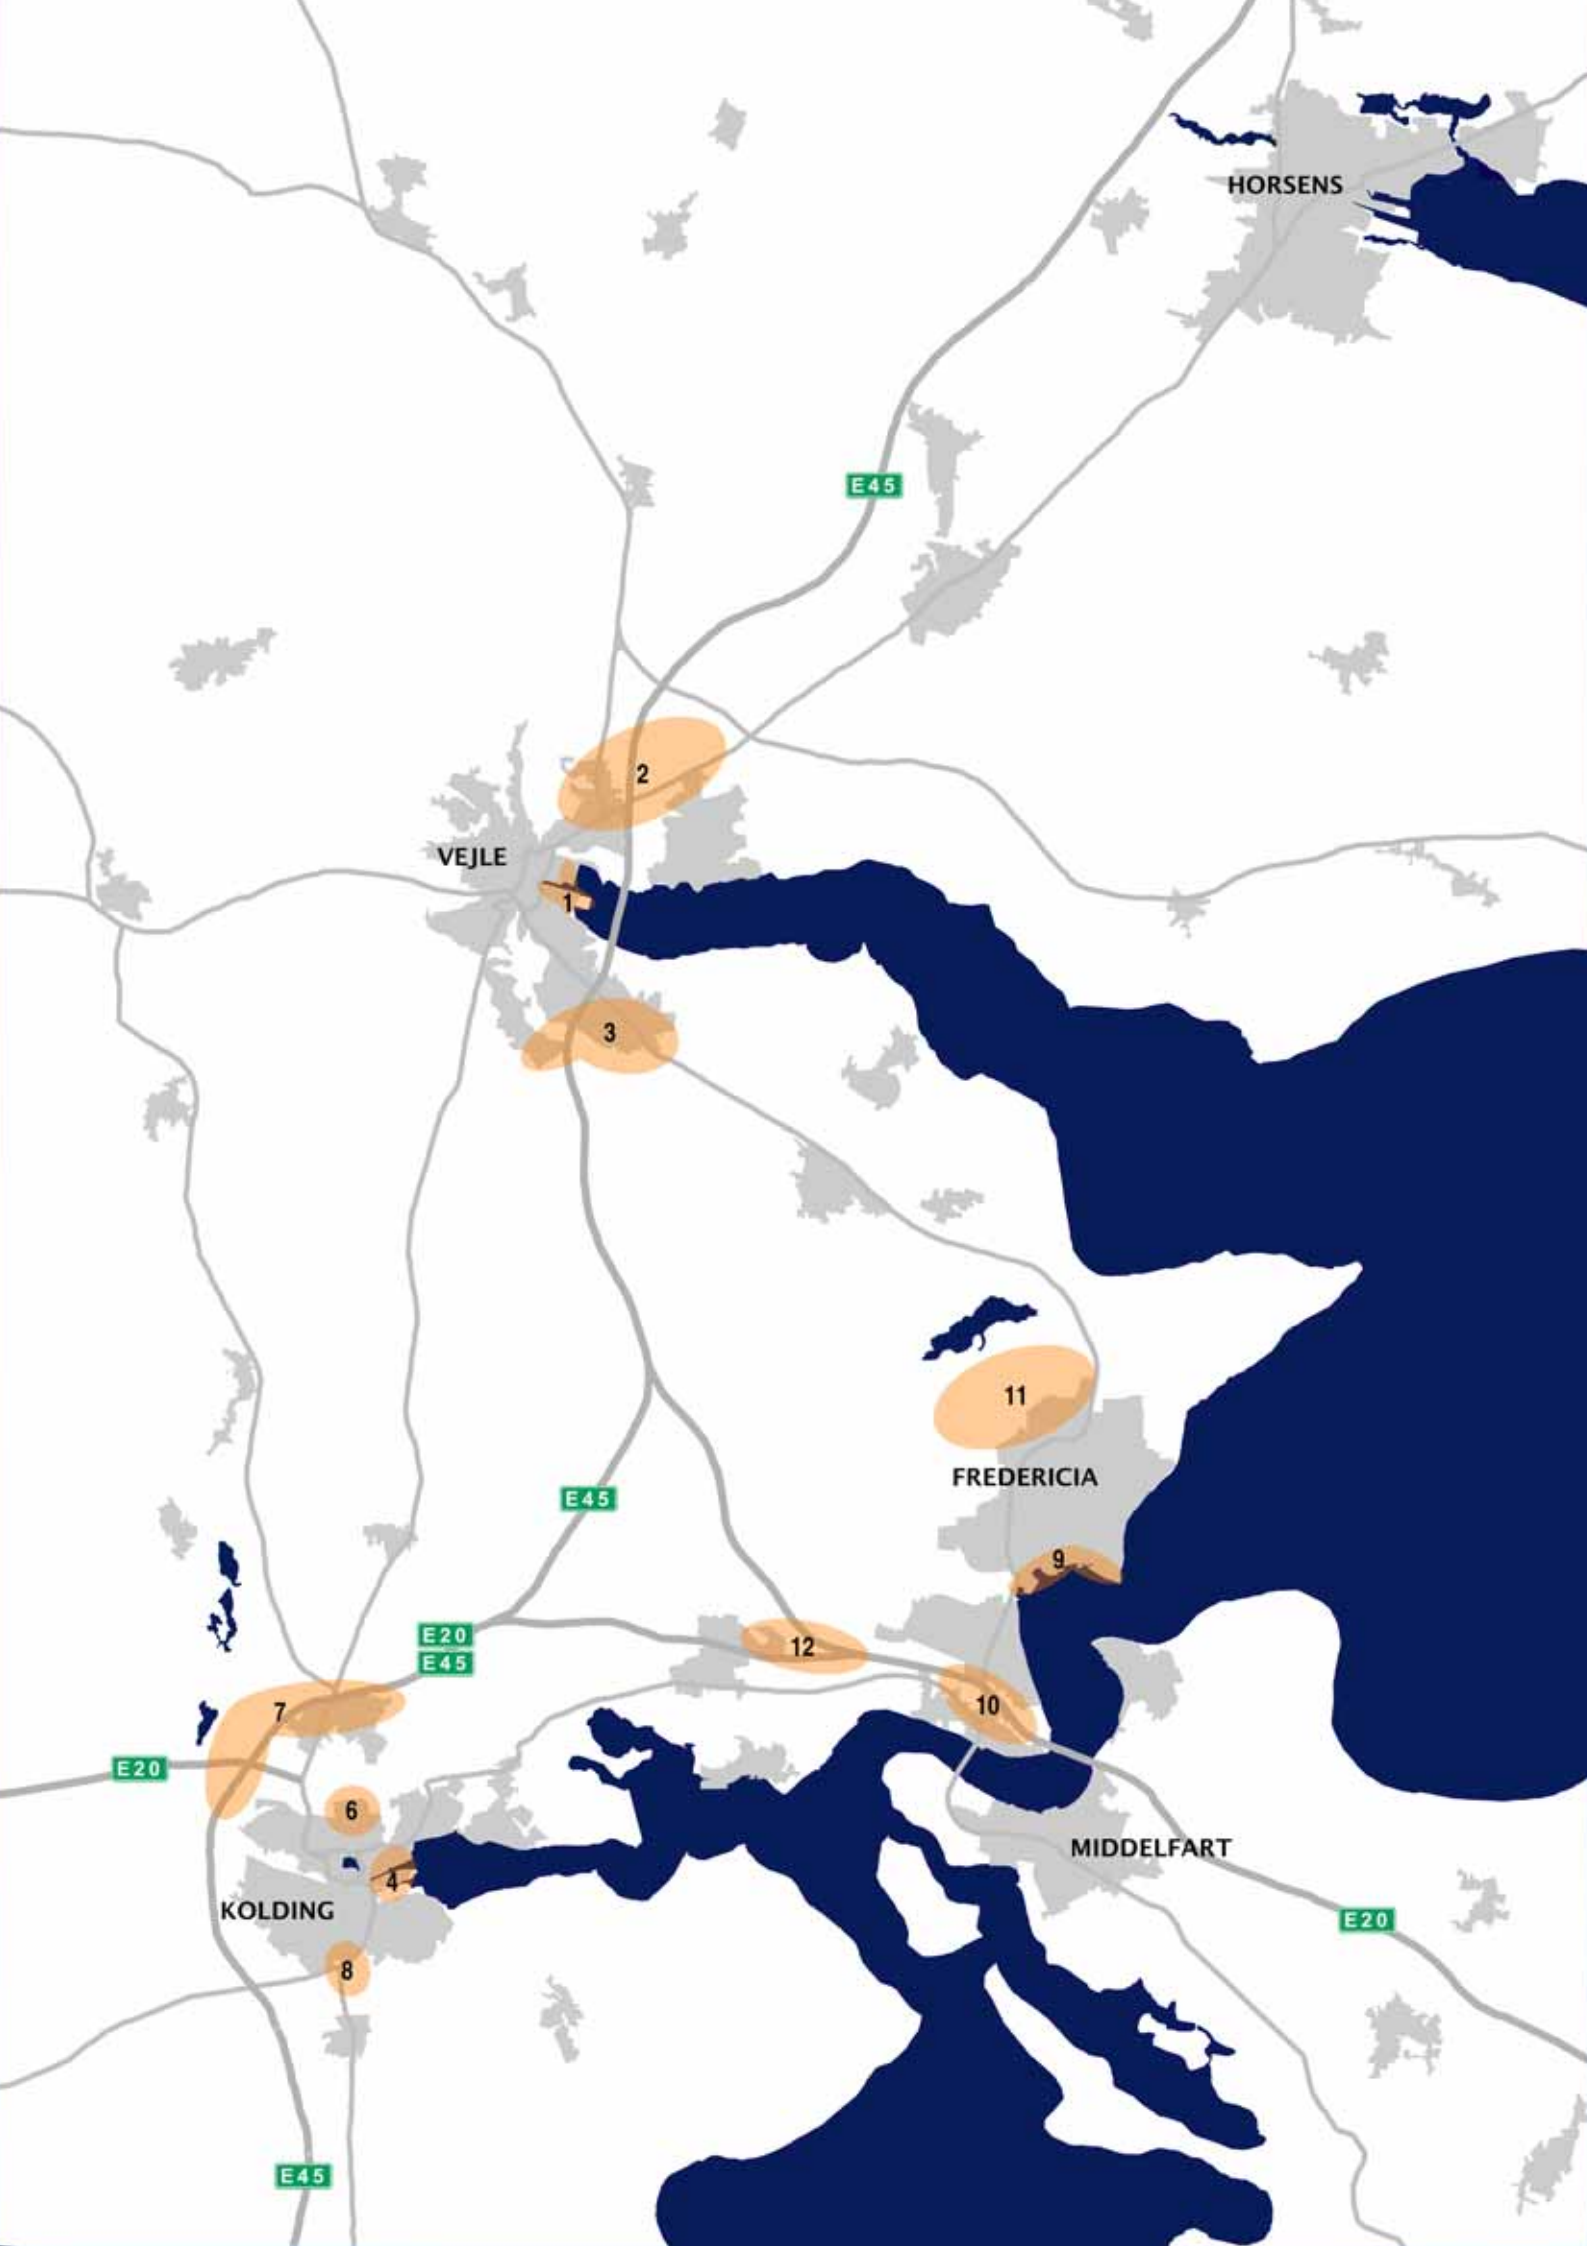 HORSENS
E45
2
VEJLE
1
3
11
FREDERICIA
E45
9
E20
E45
12
7
10
E20
6
MIDDELFART
4
KOLDING
E20
8
E45